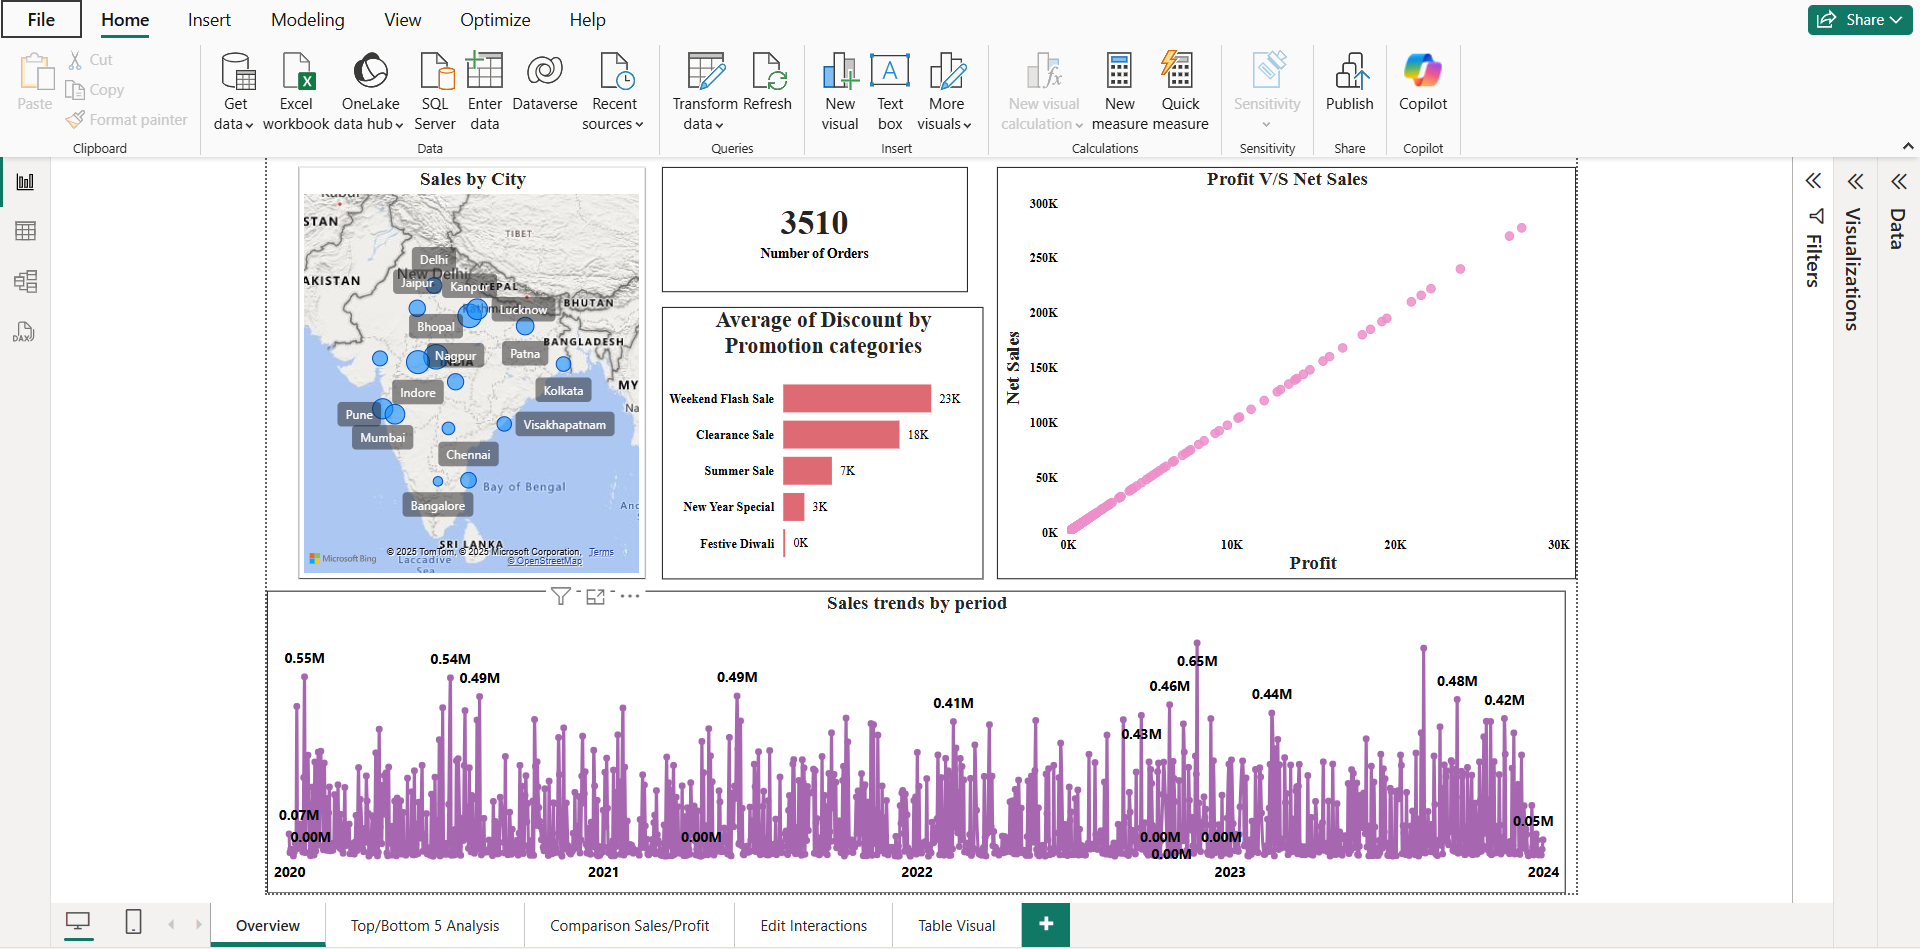 File
Home
Insert
Modeling
View
Optimize
Help
Share
Paste
Cut
Copy
Format painter
Clipboard
Get
data
Excel
workbook
OneLake
data hub
SQL
Server
Enter
data
Dataverse
Recent
sources
Data
Transform
data
Refresh
Queries
New
visual
Text
box
More
visuals
Insert
New visual
calculation
New
measure
Quick
measure
Calculations
Sensitivity
Sensitivity
Publish
Share
Copilot
Copilot
Sales by City
STAN
TIBET
AKISTAN
Delhi
New Delhi
Jaipur
Kanpur
EPAL
BHUTAN
Lucknow
Bhopal
BANGLADESH
Nagpur
Patna
INDIA
Indore
Kolkata
MY
Na
Pune
Mumbai
Visakhapatnam
Chennai
Bay of Bengal
Bangalore
And
SRI LANKA
Microsoft Bing
© 2025 TomTom, © 2025 Microsoft Corporation, Terms
Laccadive
Sea
© OpenStreetMap
3510
Number of Orders
Average of Discount by
Promotion categories
Weekend Flash Sale 23K
Clearance Sale 18K
Summer Sale 7K
New Year Special 3K
Festive Diwali 0K
Profit V/S Net Sales
300K
250K
200K
150K
100K
50K
0K
Net Sales
0K 10K 20K 30K
Profit
Filters
Visualizations
Data
Sales trends by period
0.55M
0.54M
0.49M
0.49M
0.41M
0.46M
0.65M
0.43M
0.44M
0.48M
0.42M
0.07M
0.00M
0.00M
0.00M
0.00M
0.00M
0.05M
2020 2021 2022 2023 2024
Overview
Top/Bottom 5 Analysis
Comparison Sales/Profit
Edit Interactions
Table Visual